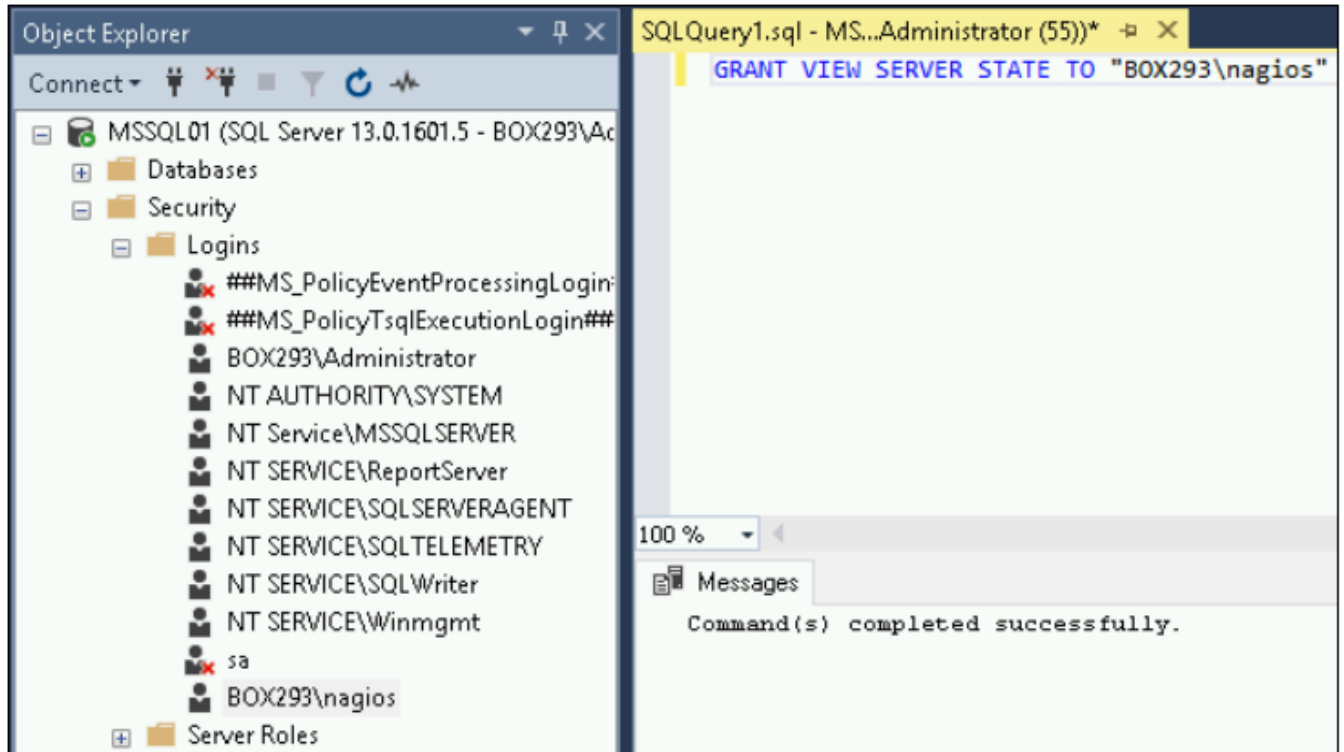 Object Explorer
Connect
MSSQL01 (SQL Server 13.0.1601.5 - BOX293\Ac
Databases
Security
Logins
##MS_PolicyEventProcessingLogin
##MS_PolicyTsqlExecutionLogin##
BOX293\Administrator
NT AUTHORITY\SYSTEM
NT Service\MSSQLSERVER
NT SERVICE\ReportServer
NT SERVICE\SQLSERVERAGENT
NT SERVICE\SQLTELEMETRY
NT SERVICE\SQLWriter
NT SERVICE\Winmgmt
sa
BOX293\nagios
Server Roles
SQLQuery1.sql - MS...Administrator (55))*
GRANT VIEW SERVER STATE TO "BOX293\nagios"
100 %
Messages
Command(s) completed successfully.